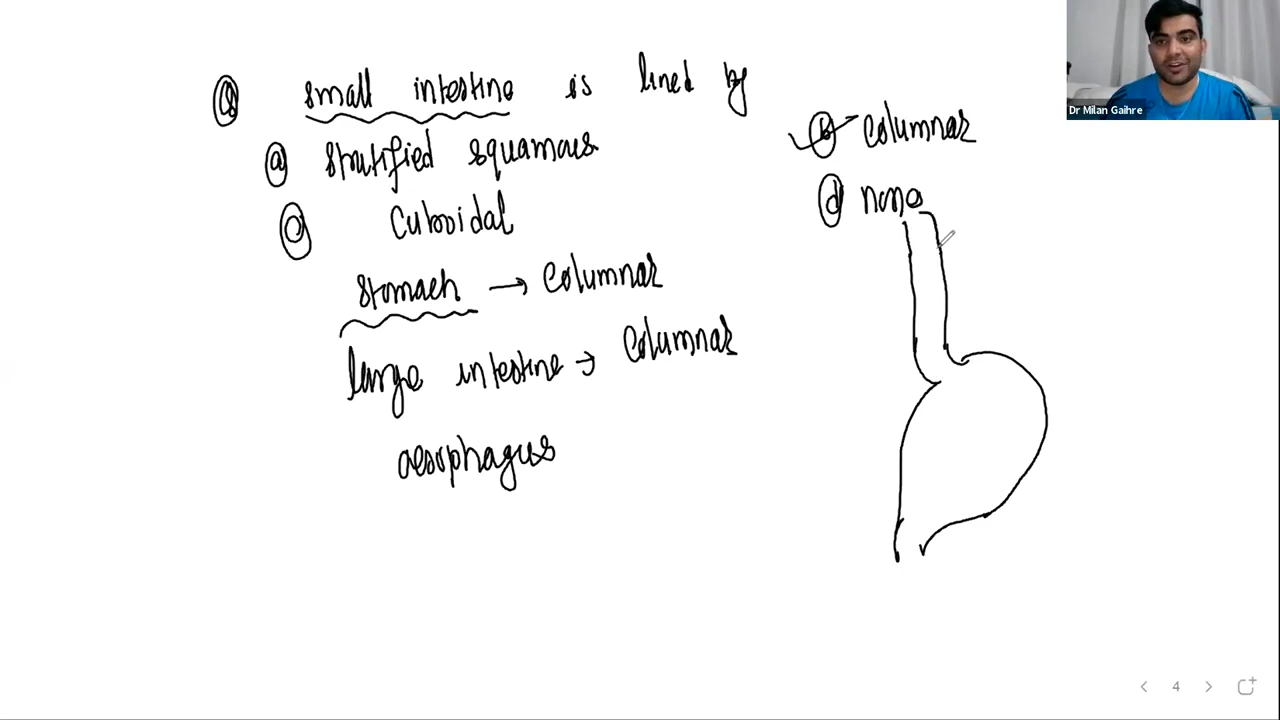 Q small intestine is lined by
a stratified squamous
b columnar
c cuboidal
d none
stomach → columnar
large intestine → columnar
aesophagus
Dr Milan Gaihre
4